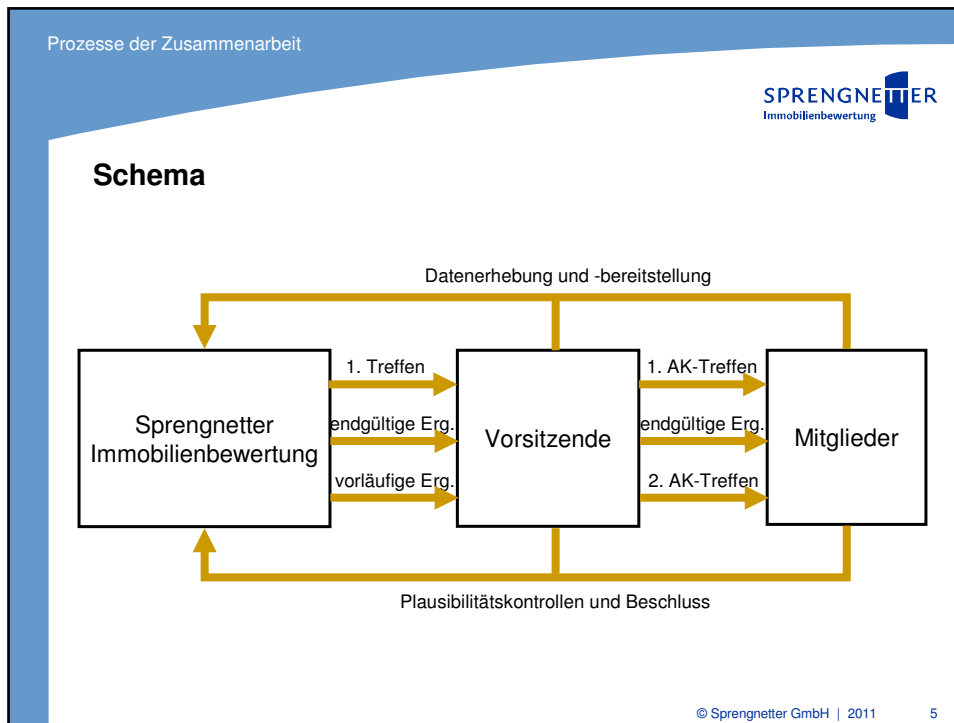 Prozesse der Zusammenarbeit
SPRENGNETTER
Immobilienbewertung
Schema
Datenerhebung und -bereitstellung
1. Treffen
1. AK-Treffen
Sprengnetter
Immobilienbewertung
endgültige Erg.
Vorsitzende
endgültige Erg.
Mitglieder
vorläufige Erg.
2. AK-Treffen
Plausibilitätskontrollen und Beschluss
© Sprengnetter GmbH | 2011 5